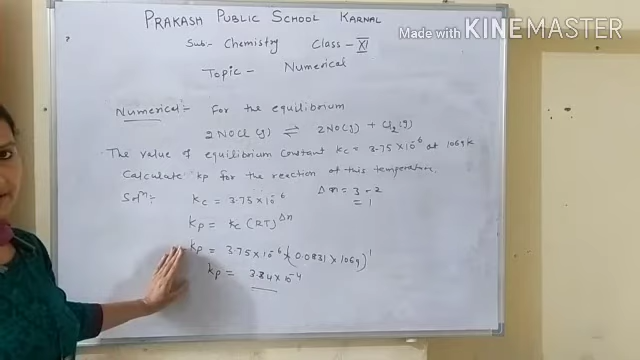 PRAKASH PUBLIC SCHOOL KARNAL
Made with KINEMASTER
Sub:- Chemistry Class - XI
Topic - Numerical
Numerical:- For the equilibrium
2NOCl(g) ⇌ 2NO(g) + Cl2(g)
The value of equilibrium constant Kc = 3.75 × 10^-6 at 1069 K
Calculate Kp for the reaction at this temperature.
Solⁿ:- Kc = 3.75 × 10^-6 Δn = 3 - 2
= 1
Kp = Kc (RT)^Δn
Kp = 3.75 × 10^-6 (0.0831 × 1069)^1
Kp = 3.34 × 10^-4